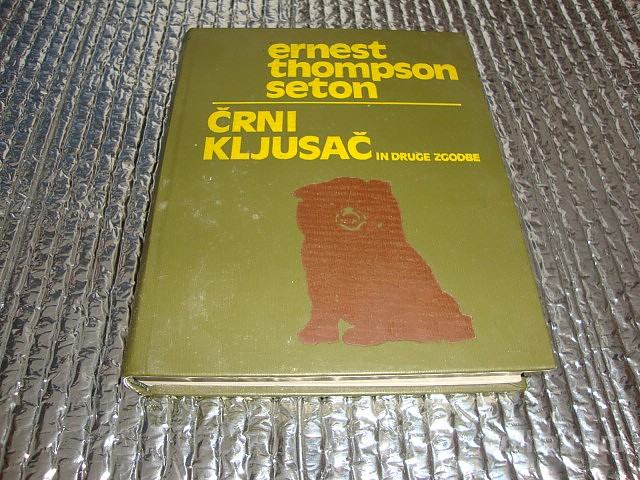 ernest
thompson
seton
ČRNI
KLJUSAČ IN DRUGE ZGODBE